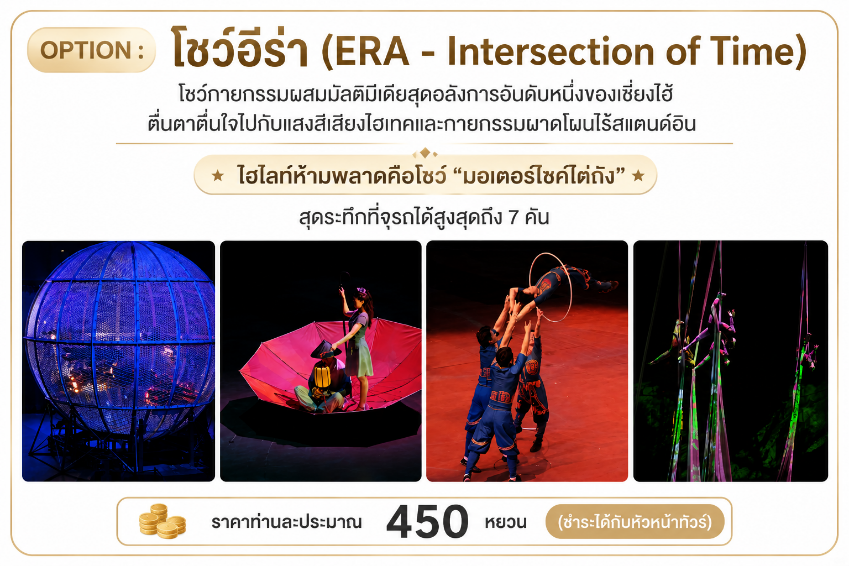 OPTION : โชว์อีร่า (ERA - Intersection of Time)
โชว์กายกรรมผสมมัลติมีเดียสุดอลังการอันดับหนึ่งของเซี่ยงไฮ้
ตื่นตาตื่นใจไปกับแสงสีเสียงไฮเทคและกายกรรมผาดโผนไร้สแตนด์อิน
★ ไฮไลท์ห้ามพลาดคือโชว์ “มอเตอร์ไซค์ไต่ถัง” ★
สุดระทึกที่จุรถได้สูงสุดถึง 7 คัน
ราคาท่านละประมาณ 450 หยวน (ชำระได้กับหัวหน้าทัวร์)